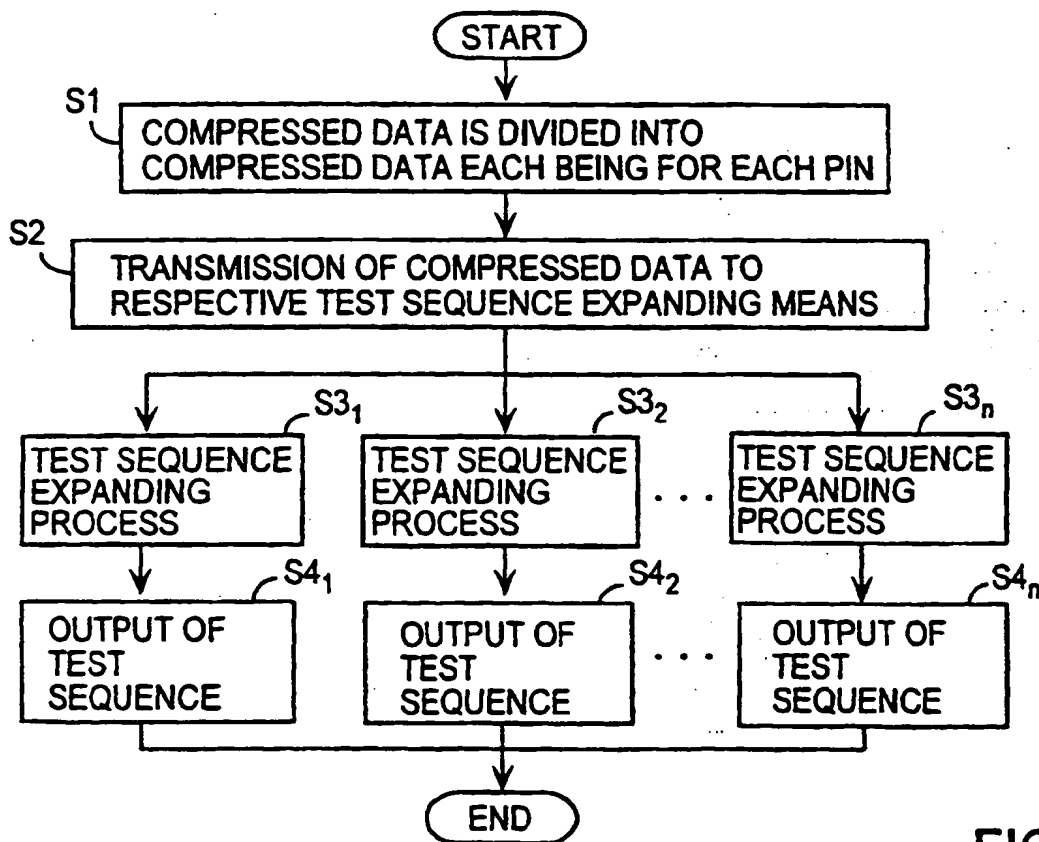 START
S1
COMPRESSED DATA IS DIVIDED INTO
COMPRESSED DATA EACH BEING FOR EACH PIN
S2
TRANSMISSION OF COMPRESSED DATA TO
RESPECTIVE TEST SEQUENCE EXPANDING MEANS
S3₁
TEST SEQUENCE
EXPANDING
PROCESS
S3₂
TEST SEQUENCE
EXPANDING
PROCESS
. . .
S3ₙ
TEST SEQUENCE
EXPANDING
PROCESS
S4₁
OUTPUT OF
TEST
SEQUENCE
S4₂
OUTPUT OF
TEST
SEQUENCE
. . .
S4ₙ
OUTPUT OF
TEST
SEQUENCE
END